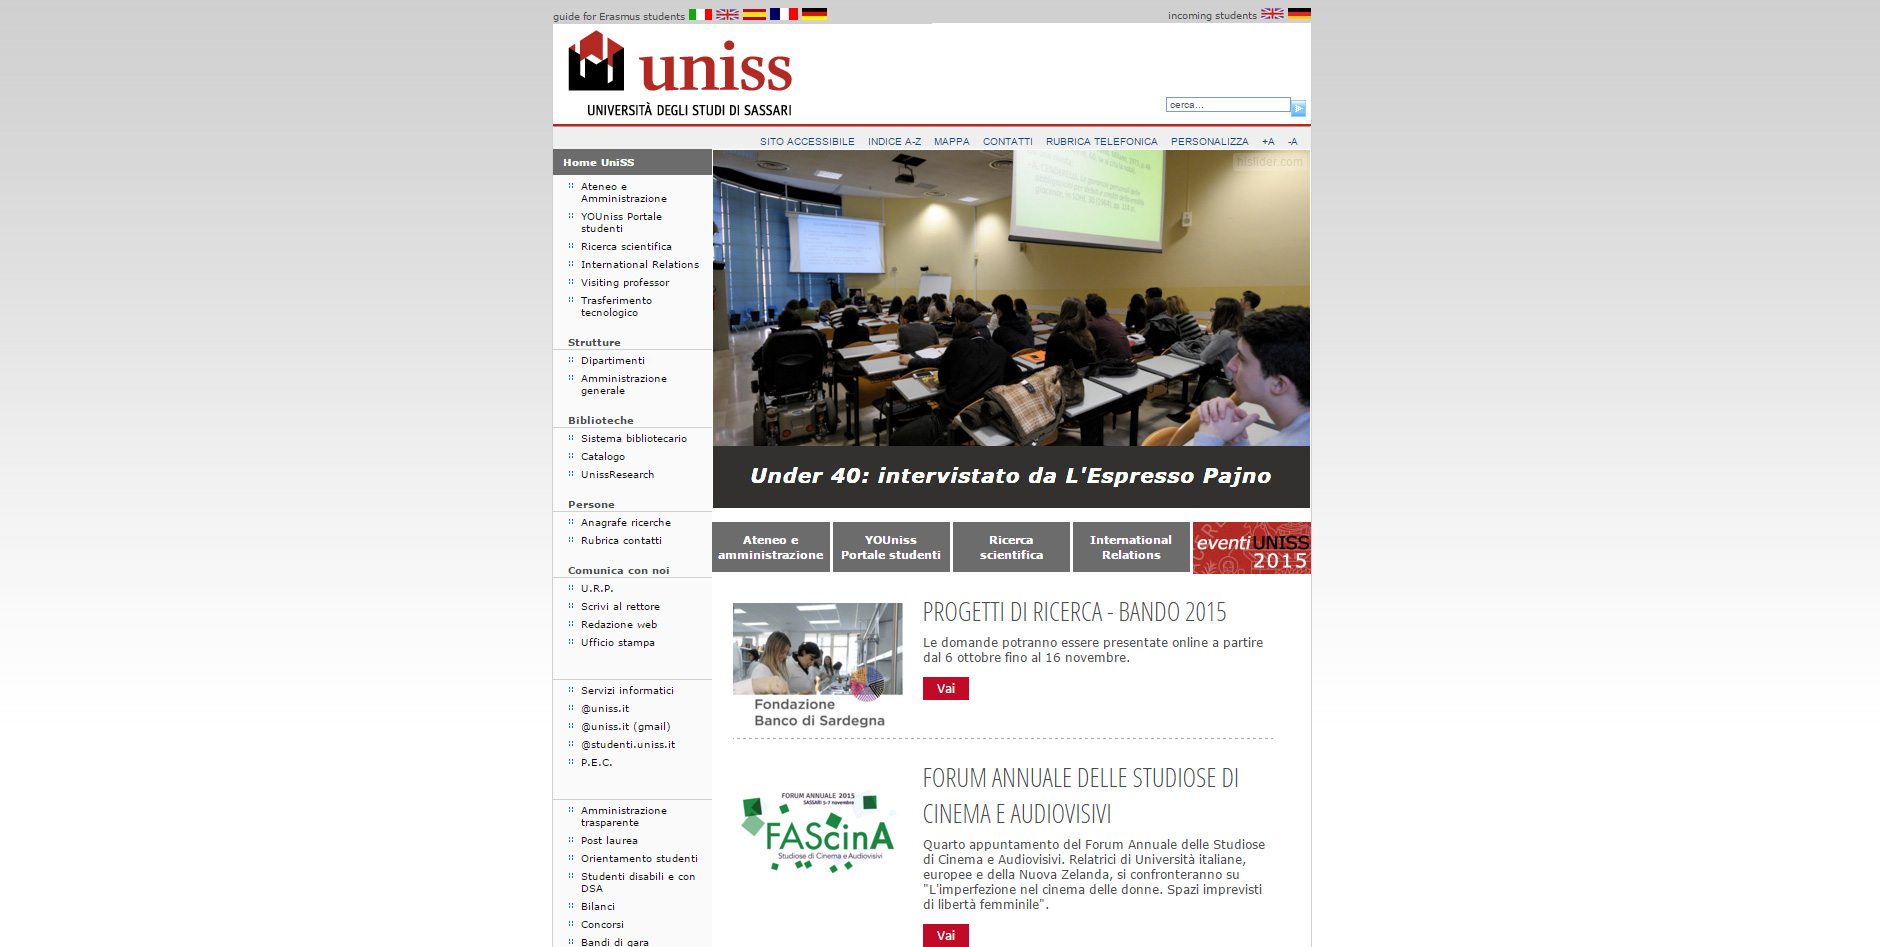 guide for Erasmus students
incoming students
uniss
UNIVERSITÀ DEGLI STUDI DI SASSARI
cerca...
SITO ACCESSIBILE INDICE A-Z MAPPA CONTATTI RUBRICA TELEFONICA PERSONALIZZA +A -A
Home UniSS
Ateneo e
Amministrazione
YOUniss Portale
studenti
Ricerca scientifica
International Relations
Visiting professor
Trasferimento
tecnologico
Strutture
Dipartimenti
Amministrazione
generale
Biblioteche
Sistema bibliotecario
Catalogo
UnissResearch
Persone
Anagrafe ricerche
Rubrica contatti
Comunica con noi
U.R.P.
Scrivi al rettore
Redazione web
Ufficio stampa
Servizi informatici
@uniss.it
@uniss.it (gmail)
@studenti.uniss.it
P.E.C.
Amministrazione
trasparente
Post laurea
Orientamento studenti
Studenti disabili e con
DSA
Bilanci
Concorsi
Bandi di gara
hislider.com
Under 40: intervistato da L'Espresso Pajno
Ateneo e
amministrazione
YOUniss
Portale studenti
Ricerca
scientifica
International
Relations
eventiUNISS
2015
Fondazione
Banco di Sardegna
PROGETTI DI RICERCA - BANDO 2015
Le domande potranno essere presentate online a partire
dal 6 ottobre fino al 16 novembre.
Vai
FORUM ANNUALE 2015
SASSARI 5-7 novembre
FAScinA
Studiose di Cinema e Audiovisivi
FORUM ANNUALE DELLE STUDIOSE DI
CINEMA E AUDIOVISIVI
Quarto appuntamento del Forum Annuale delle Studiose
di Cinema e Audiovisivi. Relatrici di Università italiane,
europee e della Nuova Zelanda, si confronteranno su
"L'imperfezione nel cinema delle donne. Spazi imprevisti
di libertà femminile".
Vai